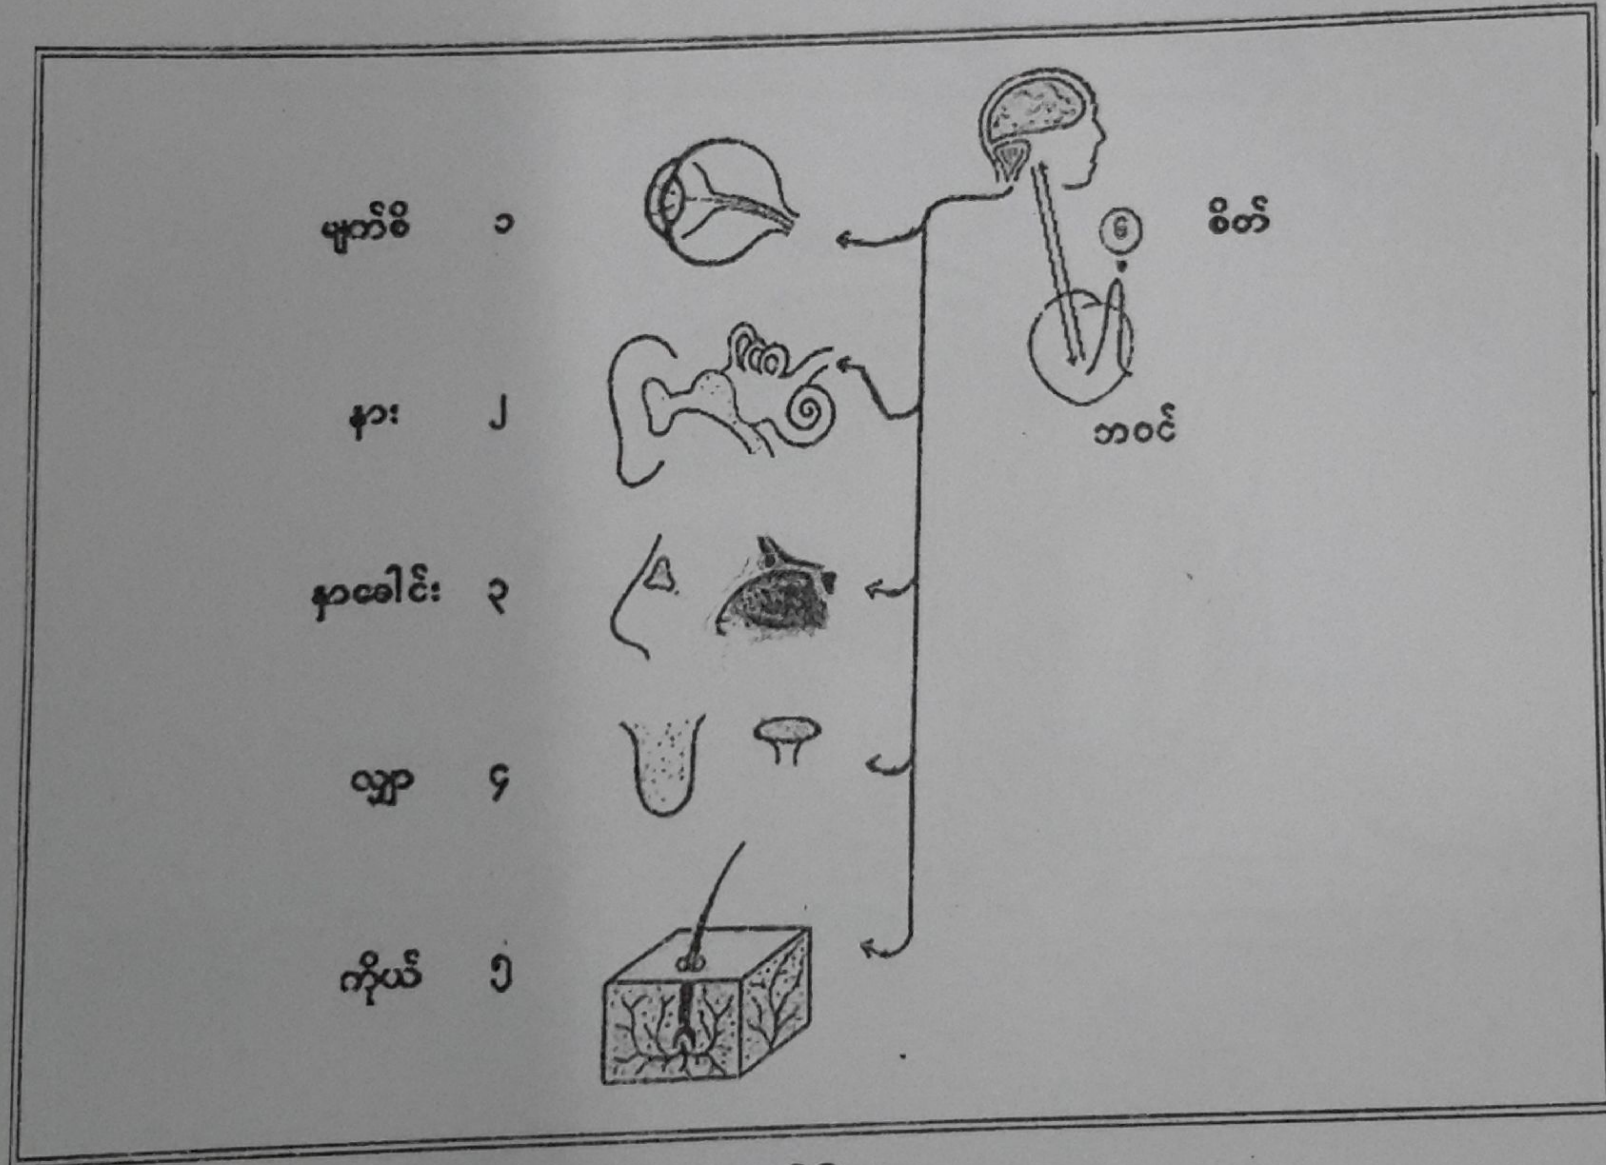 မျက်စိ ၁
၆ စိတ်
နား ၂
ဘဝင်
နှာခေါင်း ၃
လျှာ ၄
ကိုယ် ၅